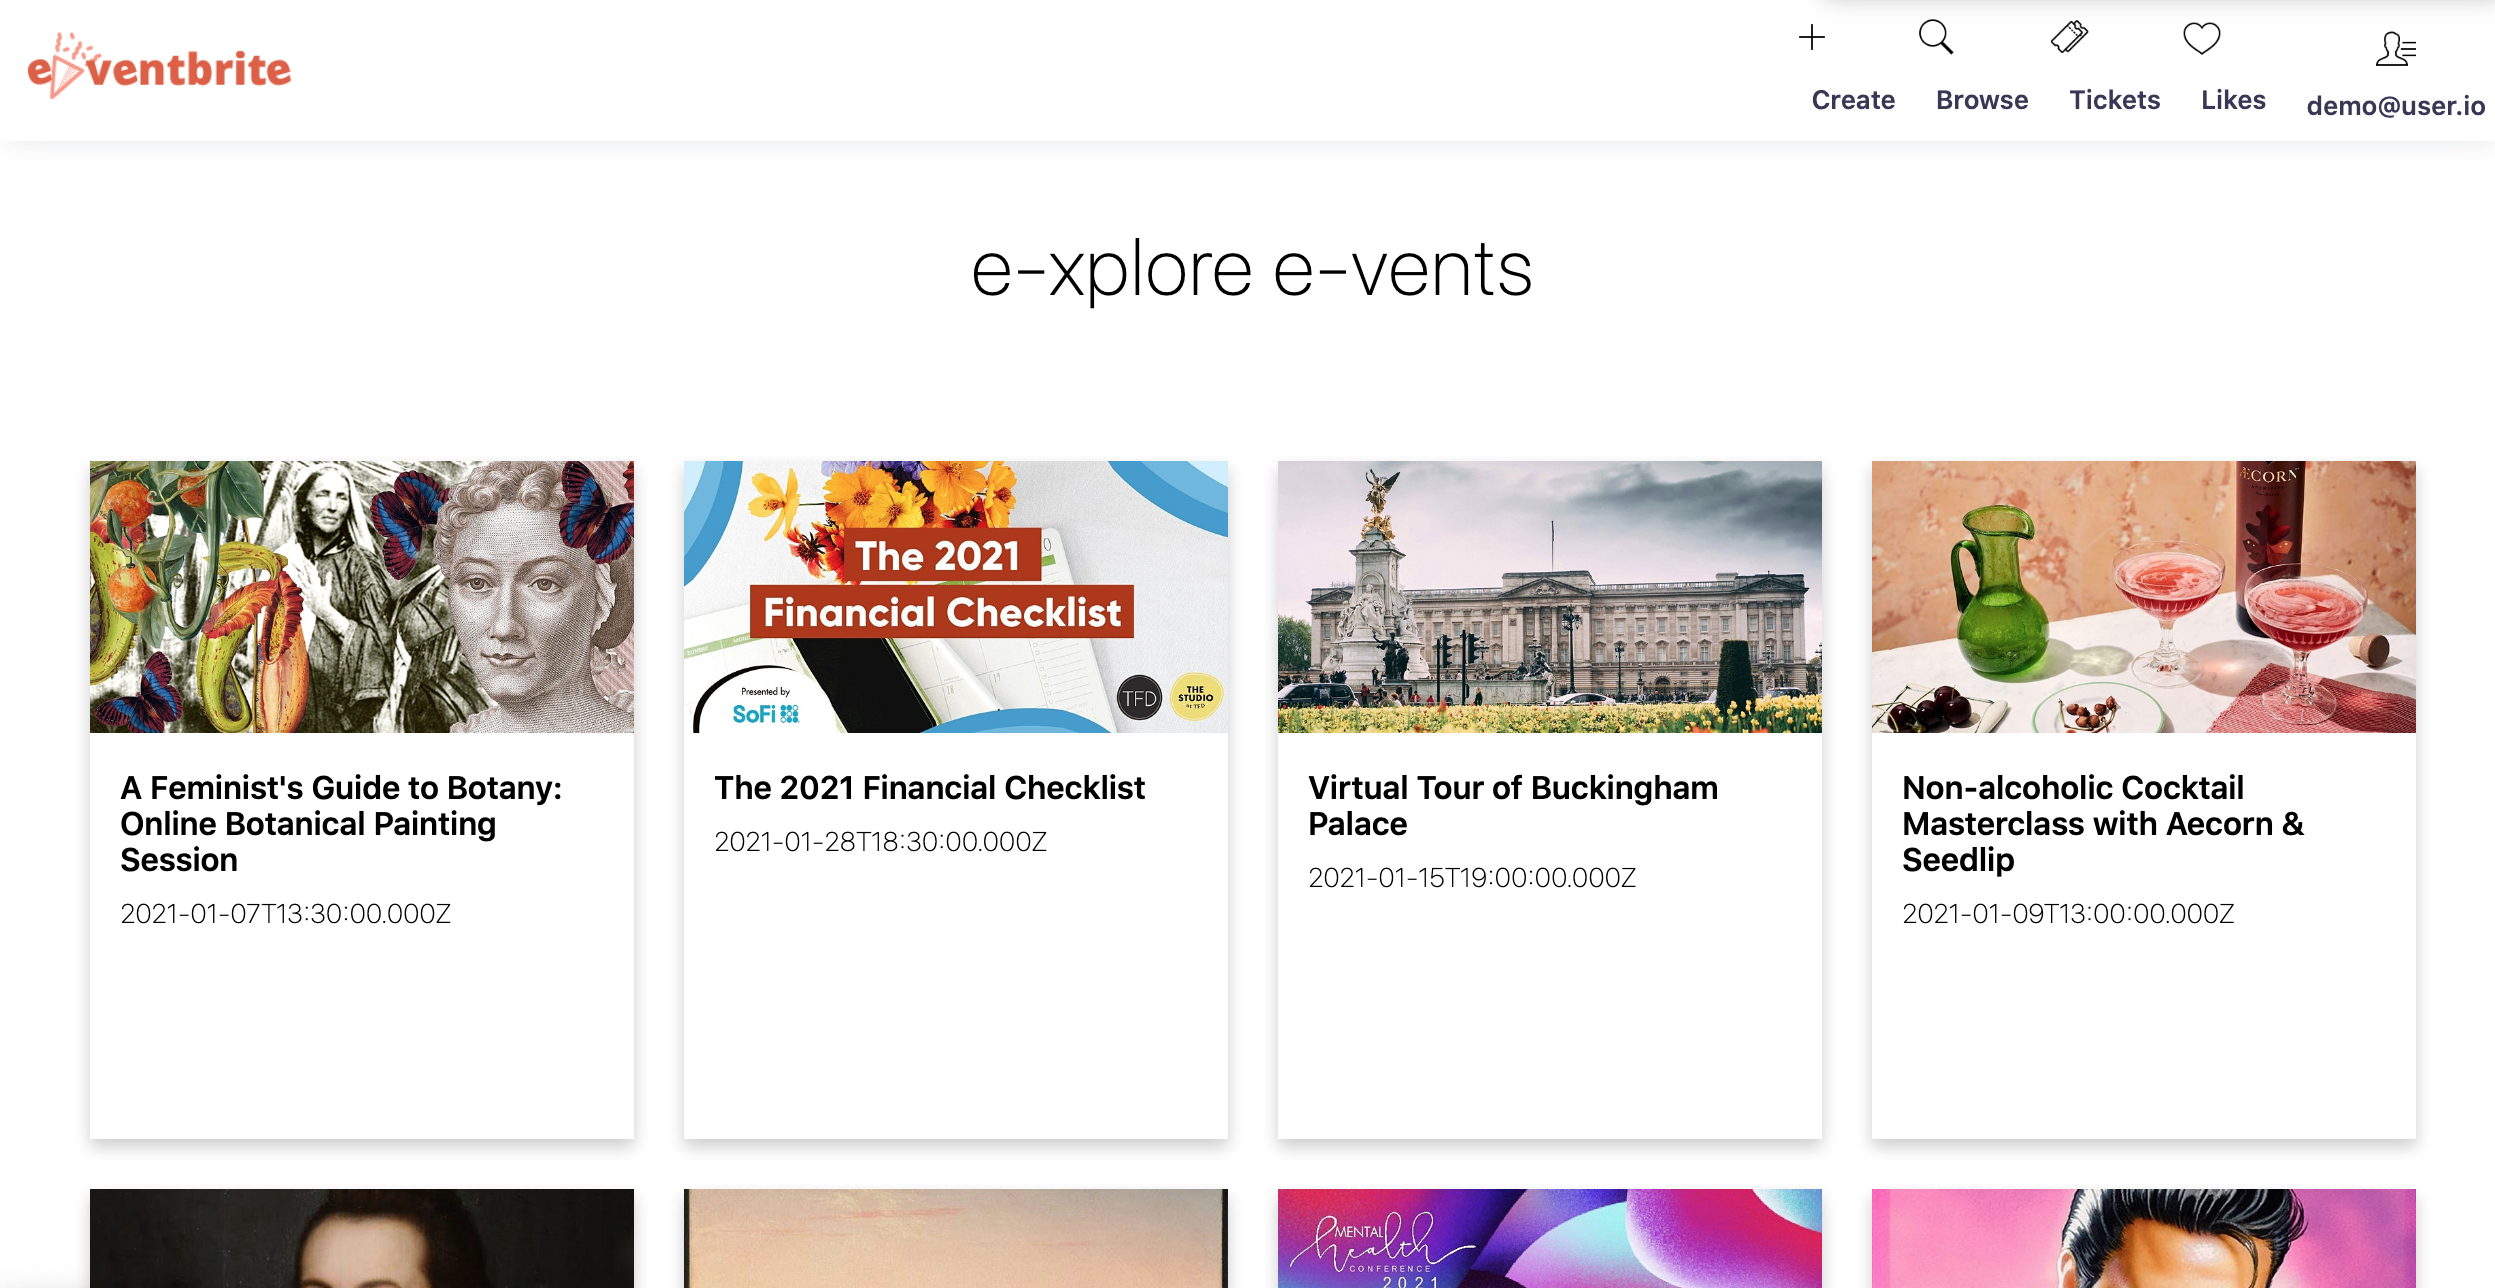 e ventbrite
Create Browse Tickets Likes demo@user.io
e-xplore e-vents
The 2021
Financial Checklist
Presented by
SoFi
TFD
THE
STUDIO
AT TFD
ÆCORN
A Feminist's Guide to Botany:
Online Botanical Painting
Session
2021-01-07T13:30:00.000Z
The 2021 Financial Checklist
2021-01-28T18:30:00.000Z
Virtual Tour of Buckingham
Palace
2021-01-15T19:00:00.000Z
Non-alcoholic Cocktail
Masterclass with Aecorn &
Seedlip
2021-01-09T13:00:00.000Z
MENTAL
health
CONFERENCE
2021